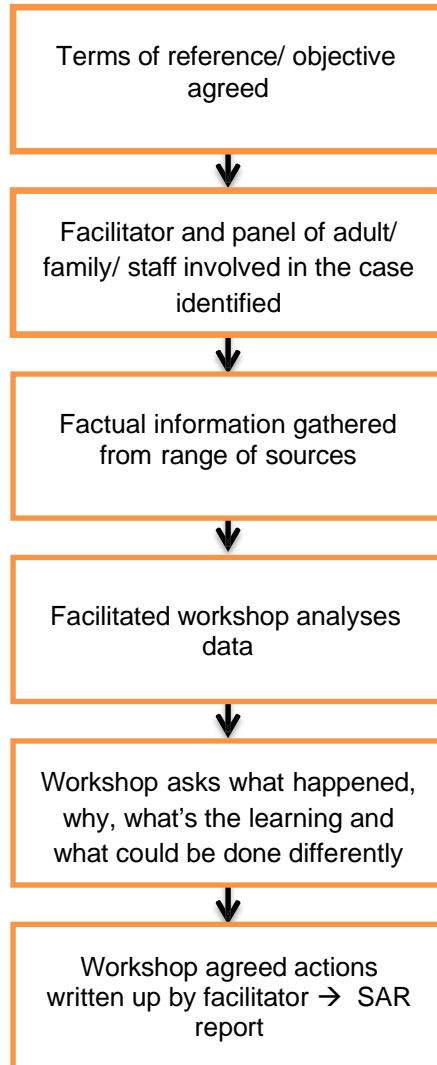 Terms of reference/ objective
agreed
Facilitator and panel of adult/
family/ staff involved in the case
identified
Factual information gathered
from range of sources
Facilitated workshop analyses
data
Workshop asks what happened,
why, what's the learning and
what could be done differently
Workshop agreed actions
written up by facilitator → SAR
report